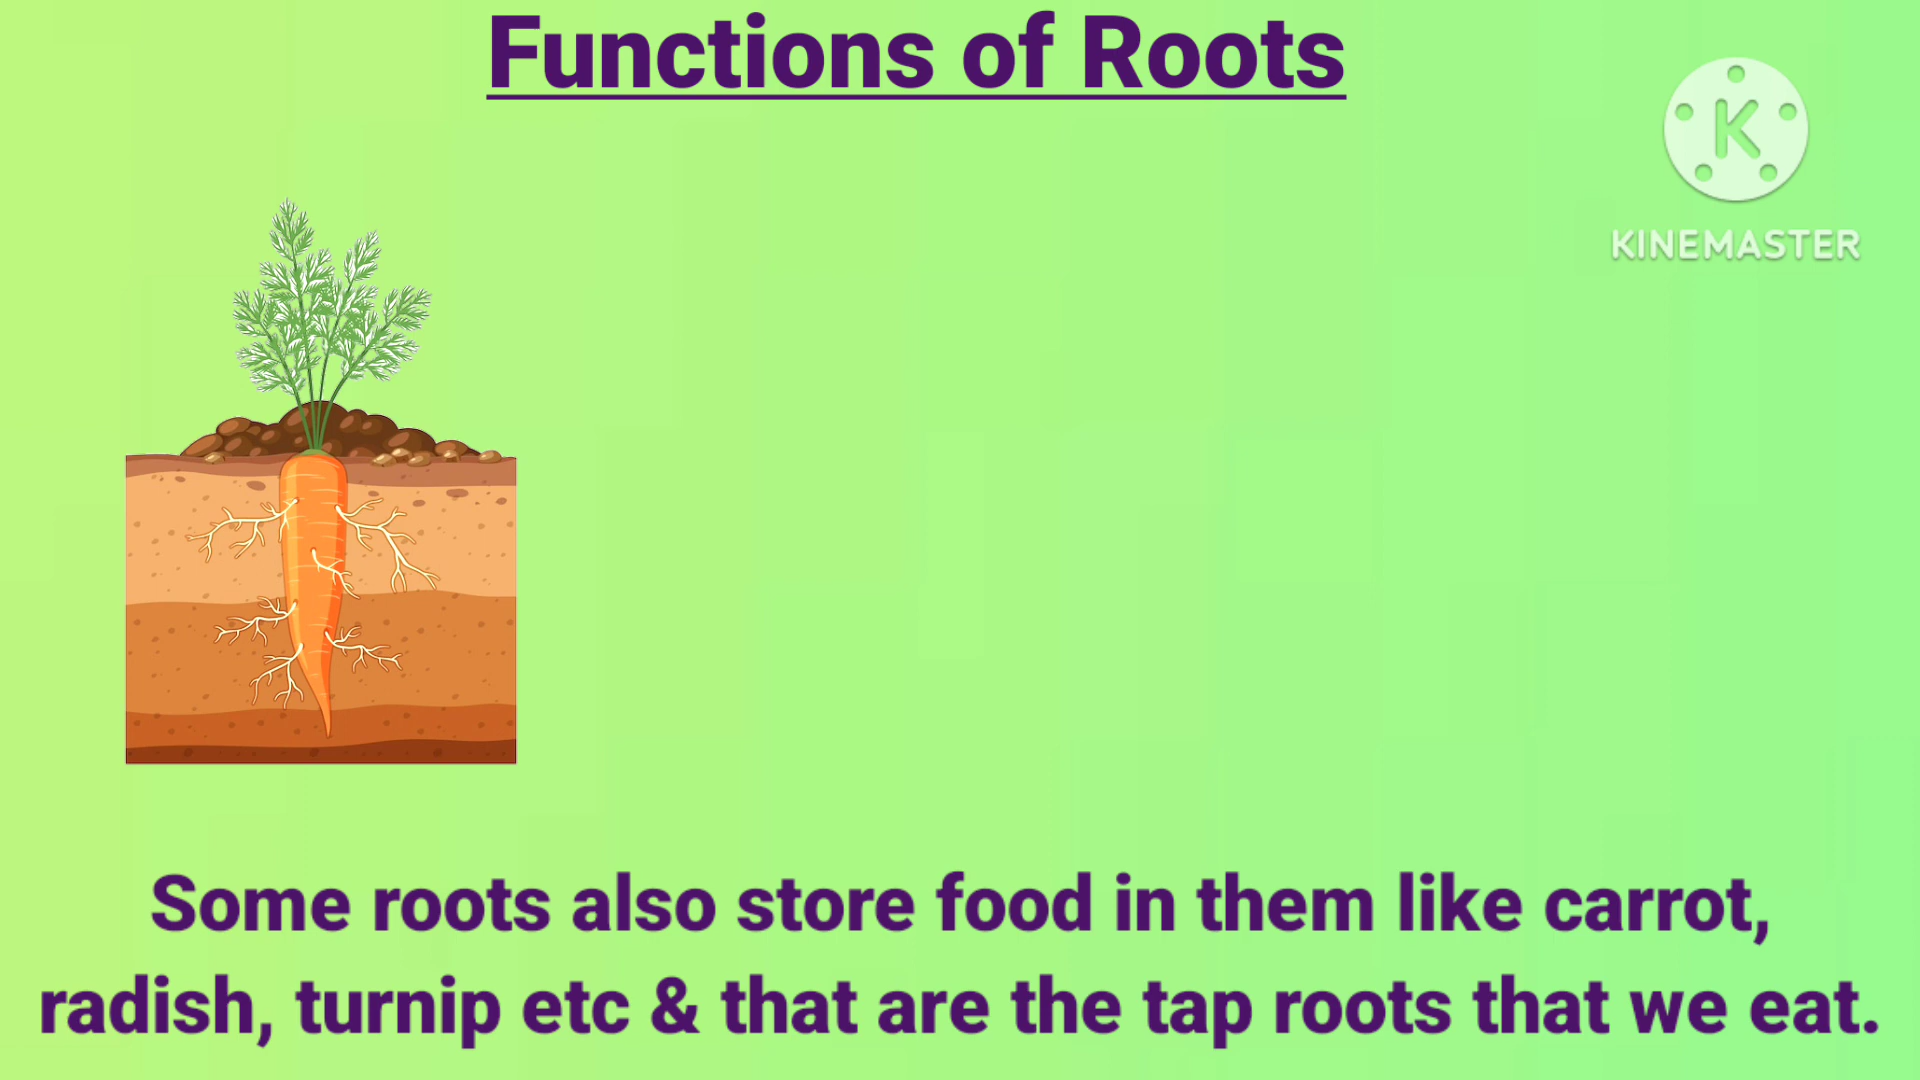 Functions of Roots
K
KINEMASTER
Some roots also store food in them like carrot,
radish, turnip etc & that are the tap roots that we eat.